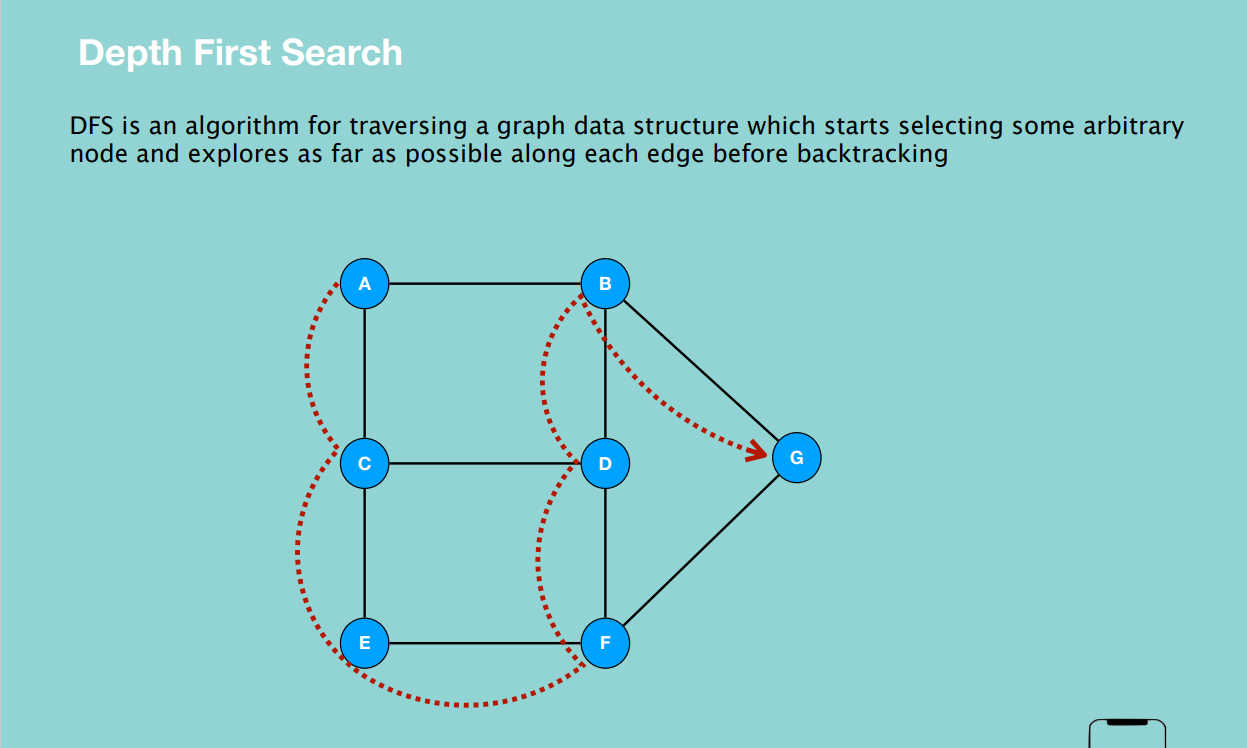 Depth First Search
DFS is an algorithm for traversing a graph data structure which starts selecting some arbitrary
node and explores as far as possible along each edge before backtracking
A
B
C
D
G
E
F